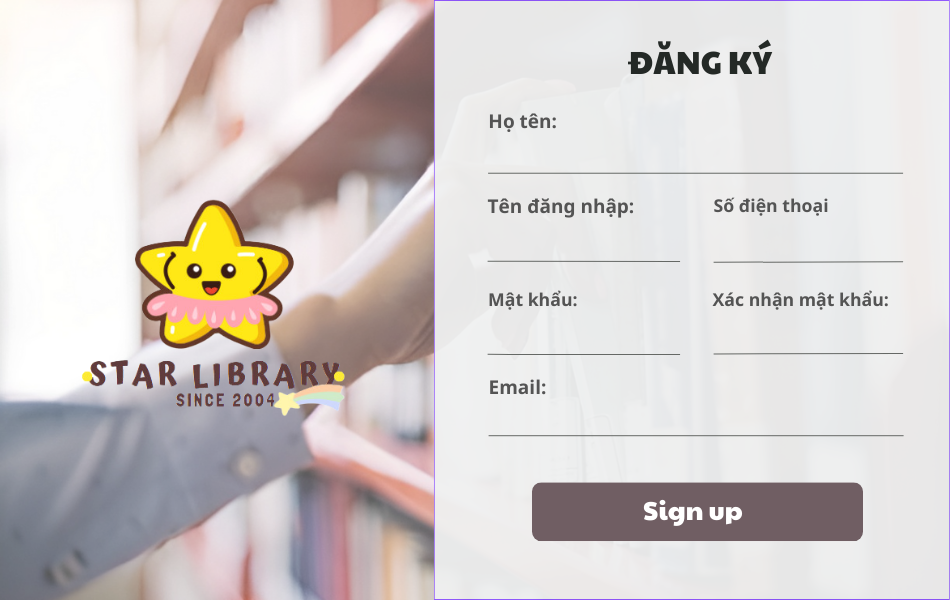 STAR LIBRARY
SINCE 2004
ĐĂNG KÝ
Họ tên:
Tên đăng nhập:
Số điện thoại
Mật khẩu:
Xác nhận mật khẩu:
Email:
Sign up